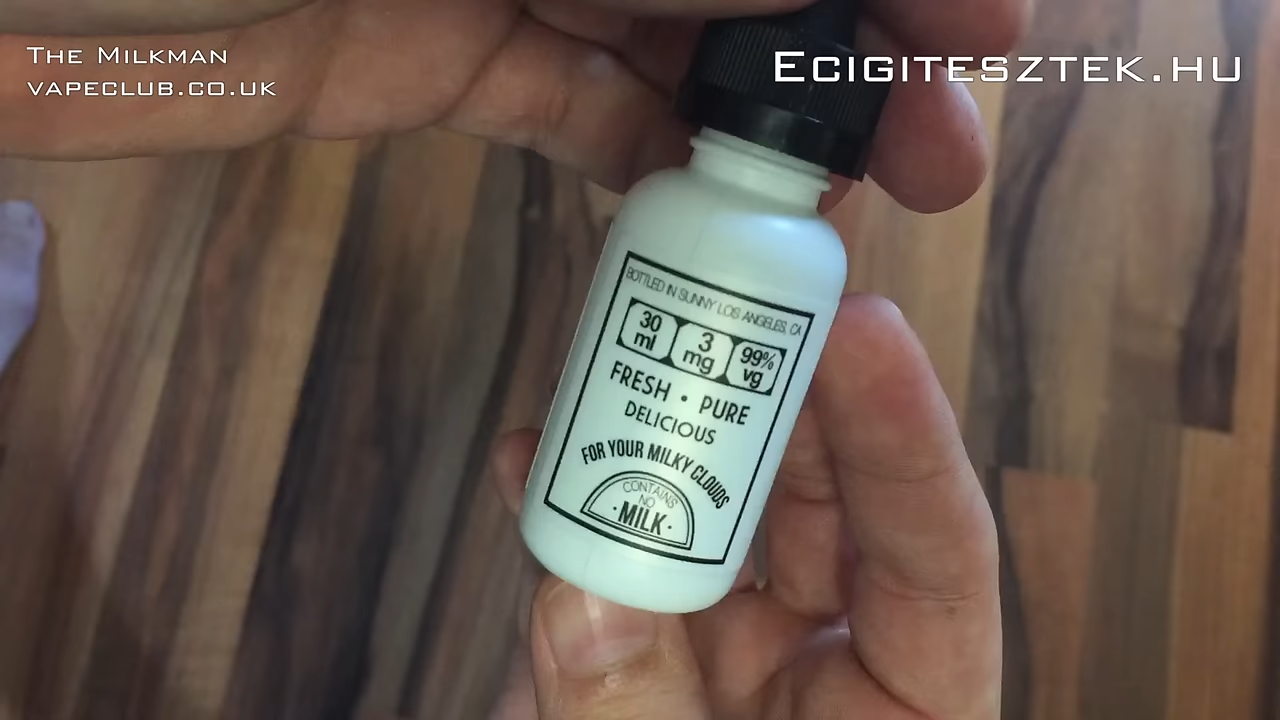 The Milkman
vapeclub.co.uk
Ecigitesztek.hu
BOTTLED IN SUNNY LOS ANGELES, CA
30 ml
3 mg
99% vg
FRESH • PURE
DELICIOUS
FOR YOUR MILKY CLOUDS
CONTAINS
NO
·MILK·